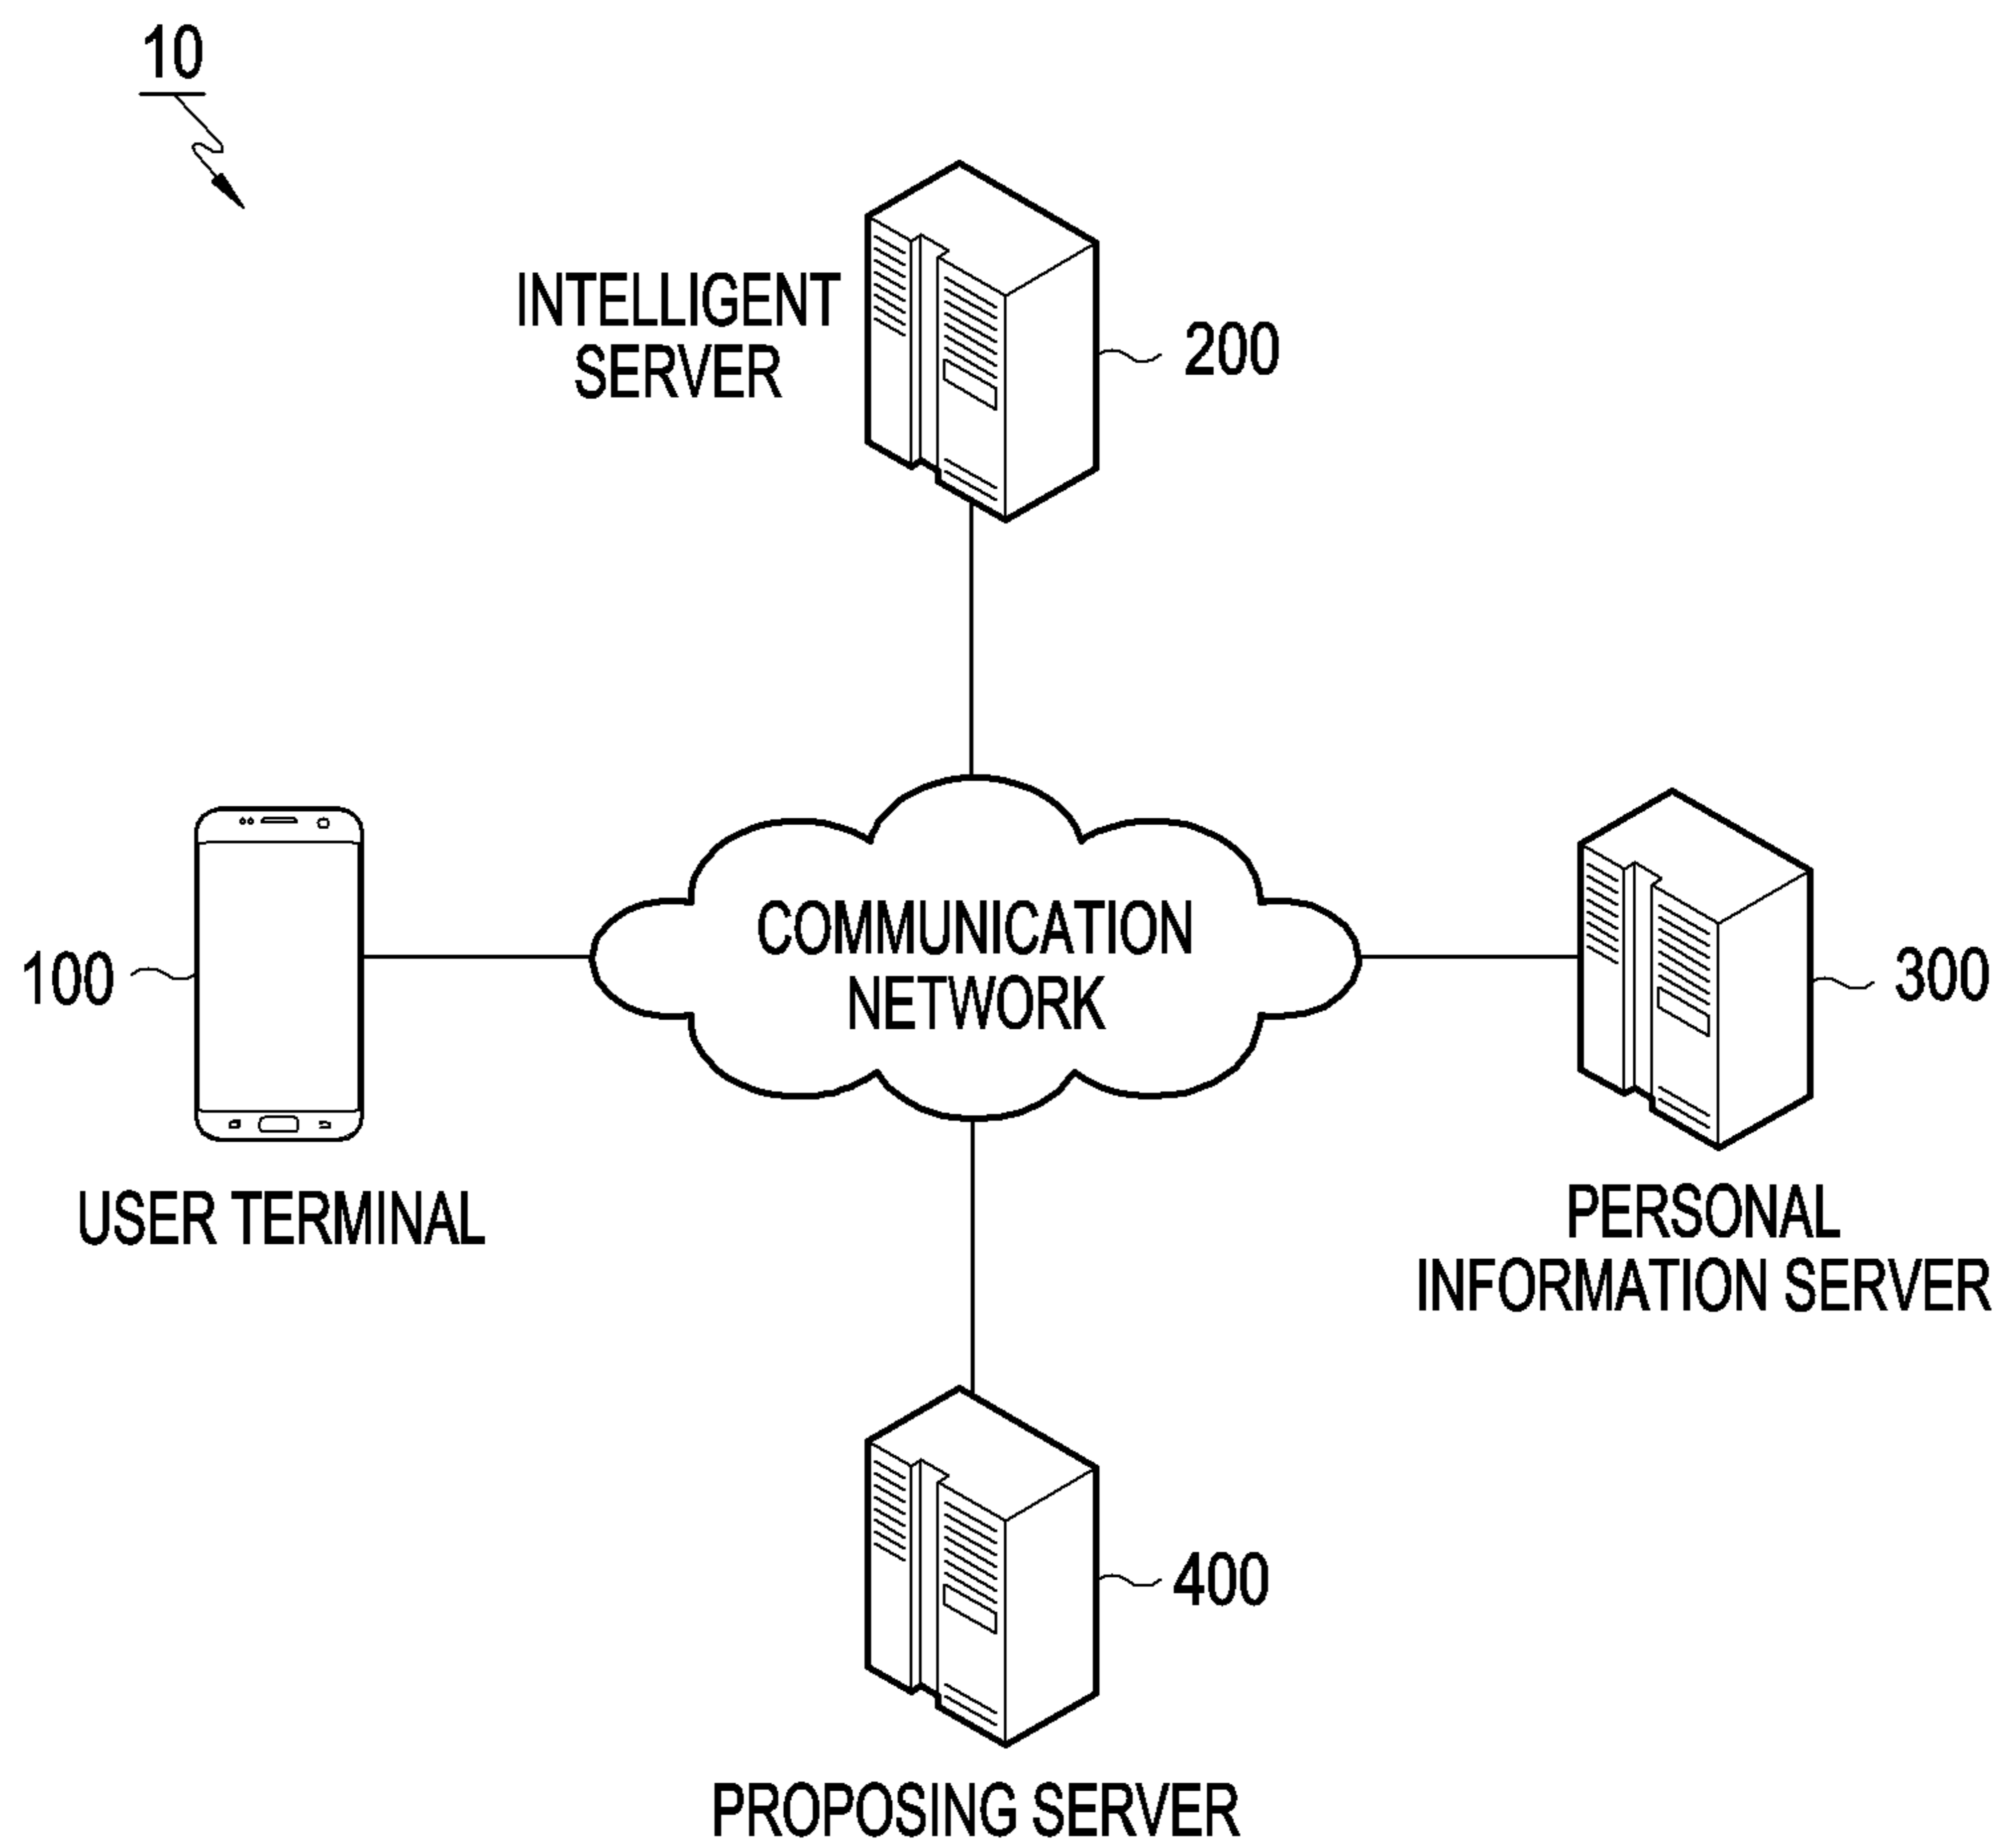 10
INTELLIGENT
SERVER
200
COMMUNICATION
NETWORK
100
300
USER TERMINAL
PERSONAL
INFORMATION SERVER
400
PROPOSING SERVER